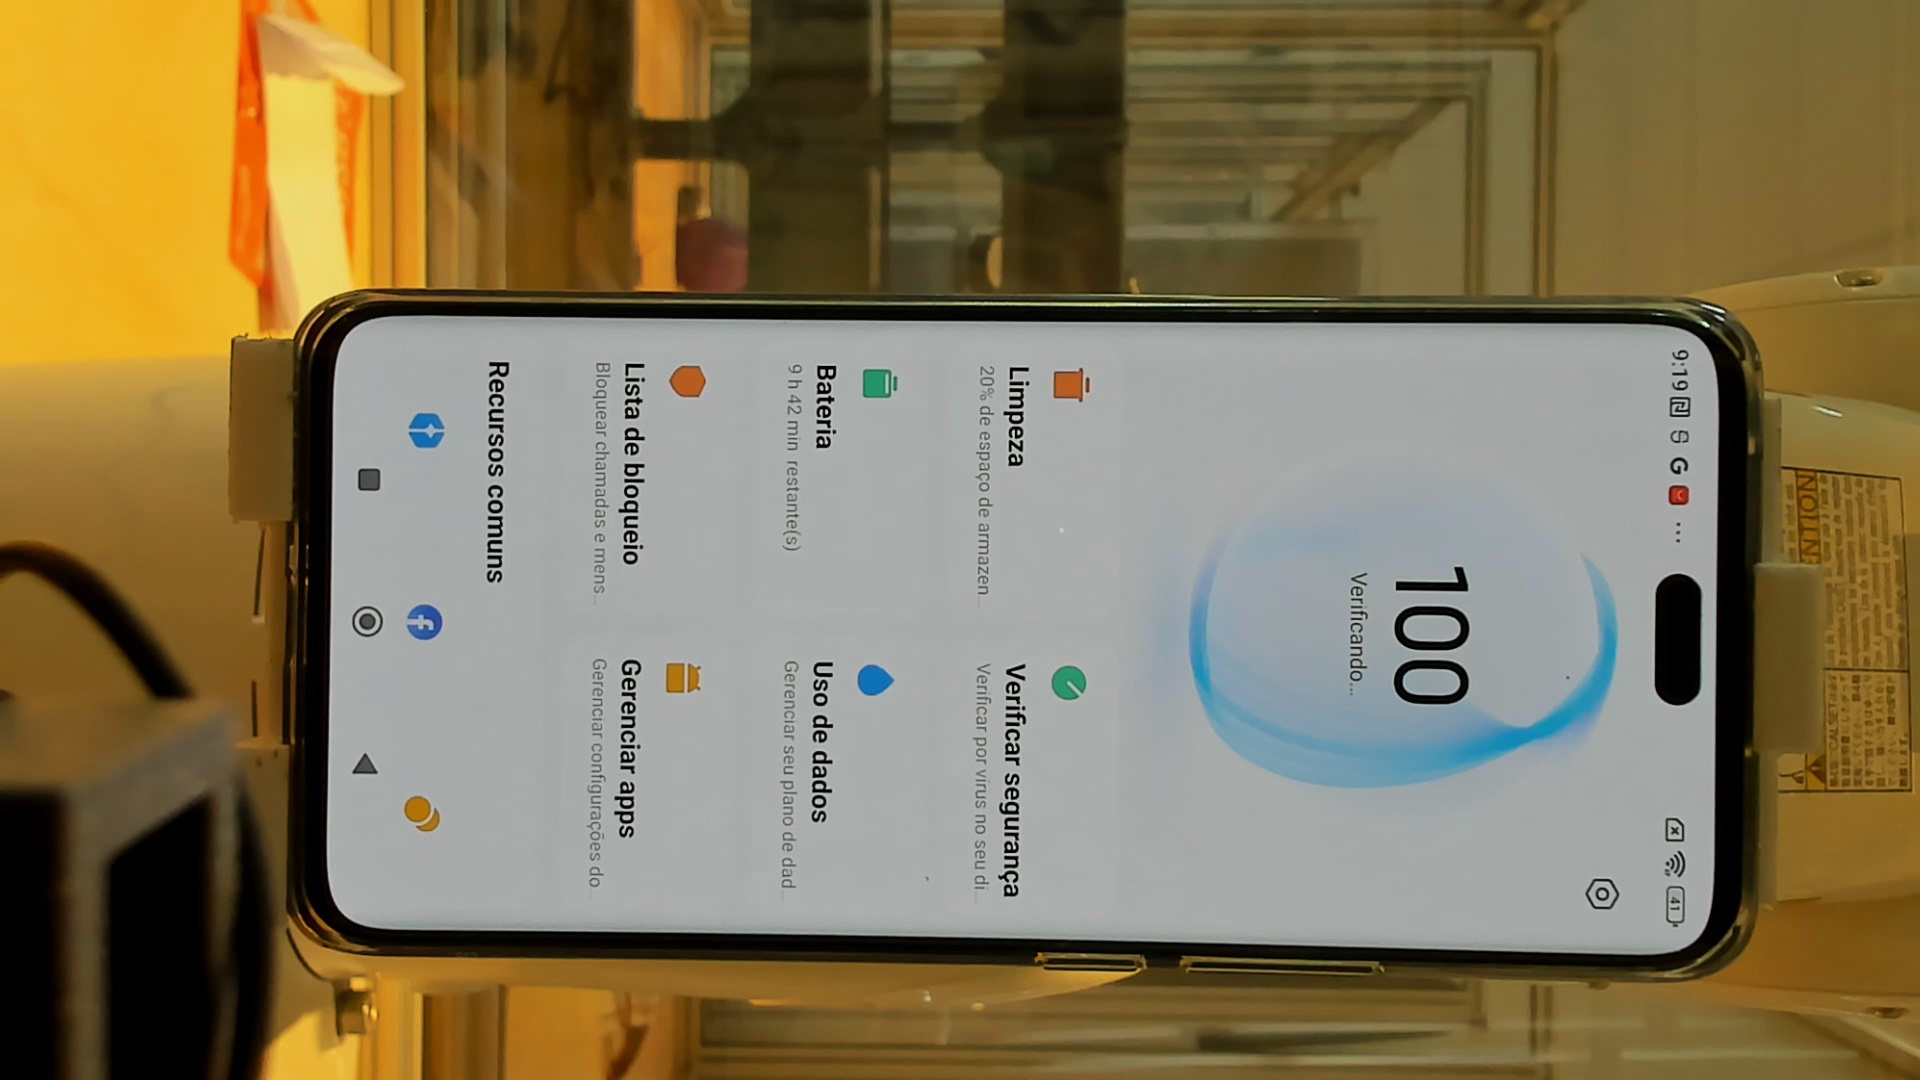 9:19
41
100
Verificando...
Limpeza
20% de espaço de armazen...
Verificar segurança
Verificar por vírus no seu di...
Bateria
9 h 42 min restante(s)
Uso de dados
Gerenciar seu plano de dad...
Lista de bloqueio
Bloquear chamadas e mens...
Gerenciar apps
Gerenciar configurações do...
Recursos comuns